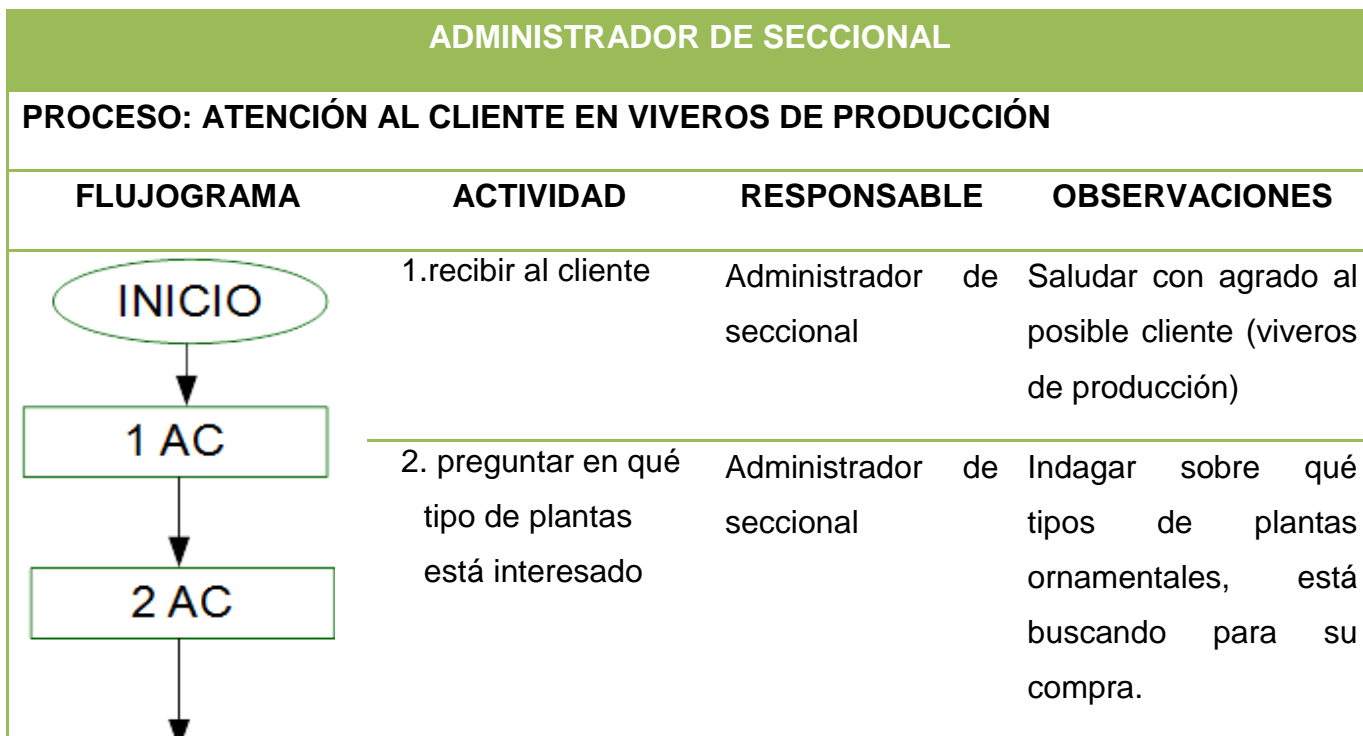 ADMINISTRADOR DE SECCIONAL
PROCESO: ATENCIÓN AL CLIENTE EN VIVEROS DE PRODUCCIÓN
FLUJOGRAMA ACTIVIDAD RESPONSABLE OBSERVACIONES
INICIO
1 AC
2 AC
1.recibir al cliente
Administrador de
seccional
Saludar con agrado al
posible cliente (viveros
de producción)
2. preguntar en qué
tipo de plantas
está interesado
Administrador de
seccional
Indagar sobre qué
tipos de plantas
ornamentales, está
buscando para su
compra.